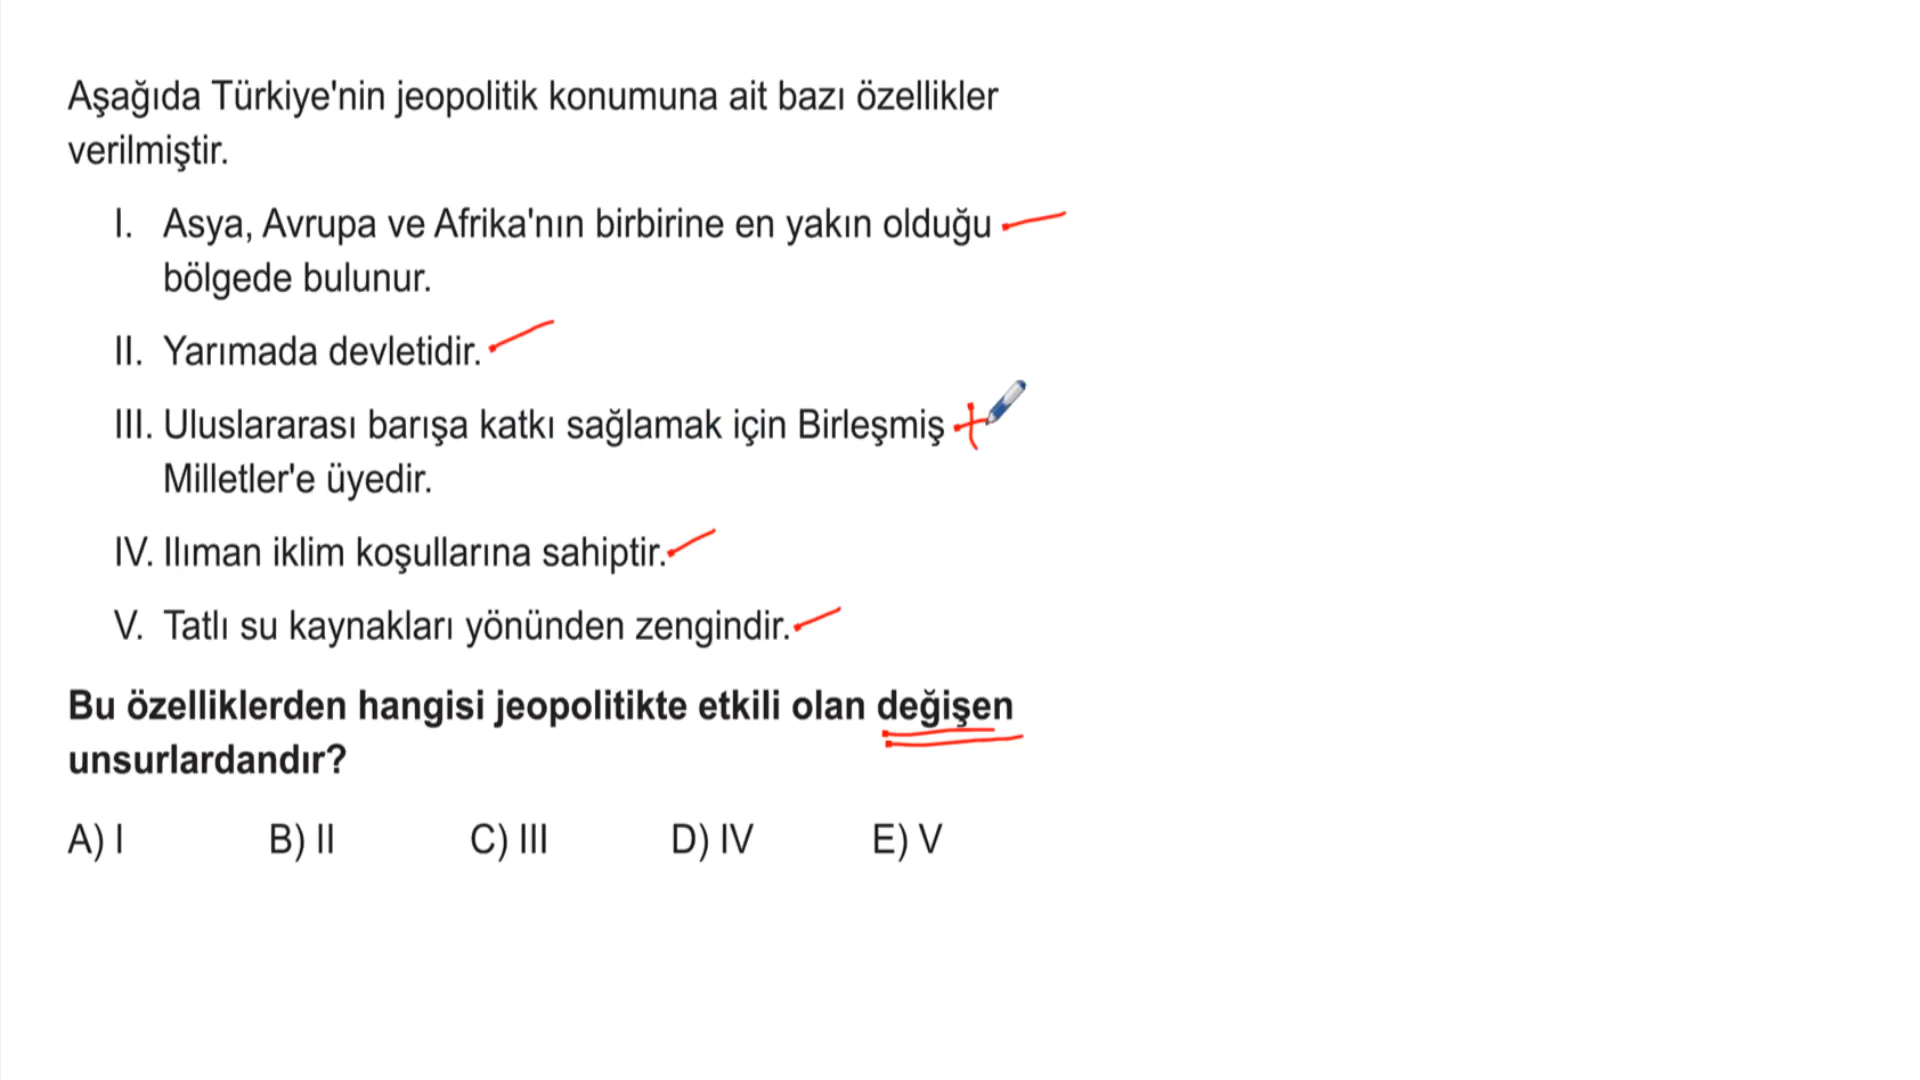 Aşağıda Türkiye'nin jeopolitik konumuna ait bazı özellikler
verilmiştir.
I. Asya, Avrupa ve Afrika'nın birbirine en yakın olduğu
bölgede bulunur.
II. Yarımada devletidir.
III. Uluslararası barışa katkı sağlamak için Birleşmiş
Milletler'e üyedir.
IV. Ilıman iklim koşullarına sahiptir.
V. Tatlı su kaynakları yönünden zengindir.
Bu özelliklerden hangisi jeopolitikte etkili olan değişen
unsurlardandır?
A) I B) II C) III D) IV E) V